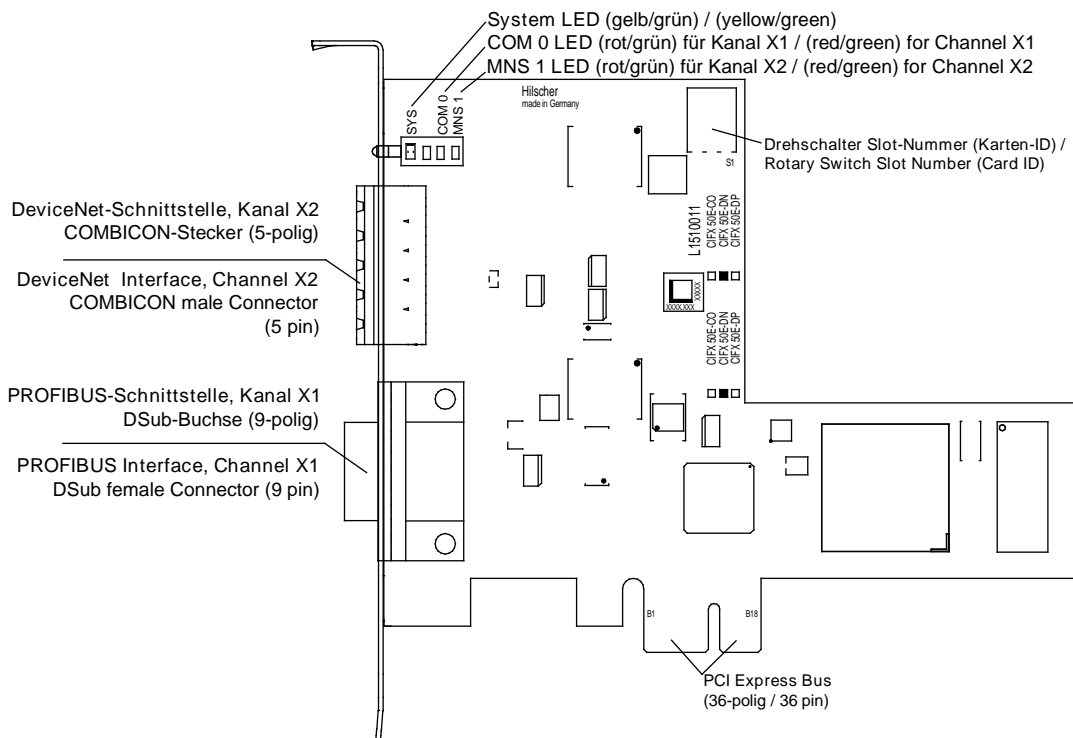 System LED (gelb/grün) / (yellow/green)
COM 0 LED (rot/grün) für Kanal X1 / (red/green) for Channel X1
MNS 1 LED (rot/grün) für Kanal X2 / (red/green) for Channel X2
SYS
COM 0
MNS 1
Hilscher
made in Germany
S1
Drehschalter Slot-Nummer (Karten-ID) /
Rotary Switch Slot Number (Card ID)
DeviceNet-Schnittstelle, Kanal X2
COMBICON-Stecker (5-polig)
DeviceNet Interface, Channel X2
COMBICON male Connector
(5 pin)
L1510011
CIFX 50E-CO
CIFX 50E-DN
CIFX 50E-DP
XXXXX
XXXX.XXX
CIFX 50E-CO
CIFX 50E-DN
CIFX 50E-DP
PROFIBUS-Schnittstelle, Kanal X1
DSub-Buchse (9-polig)
PROFIBUS Interface, Channel X1
DSub female Connector (9 pin)
B1
B18
PCI Express Bus
(36-polig / 36 pin)